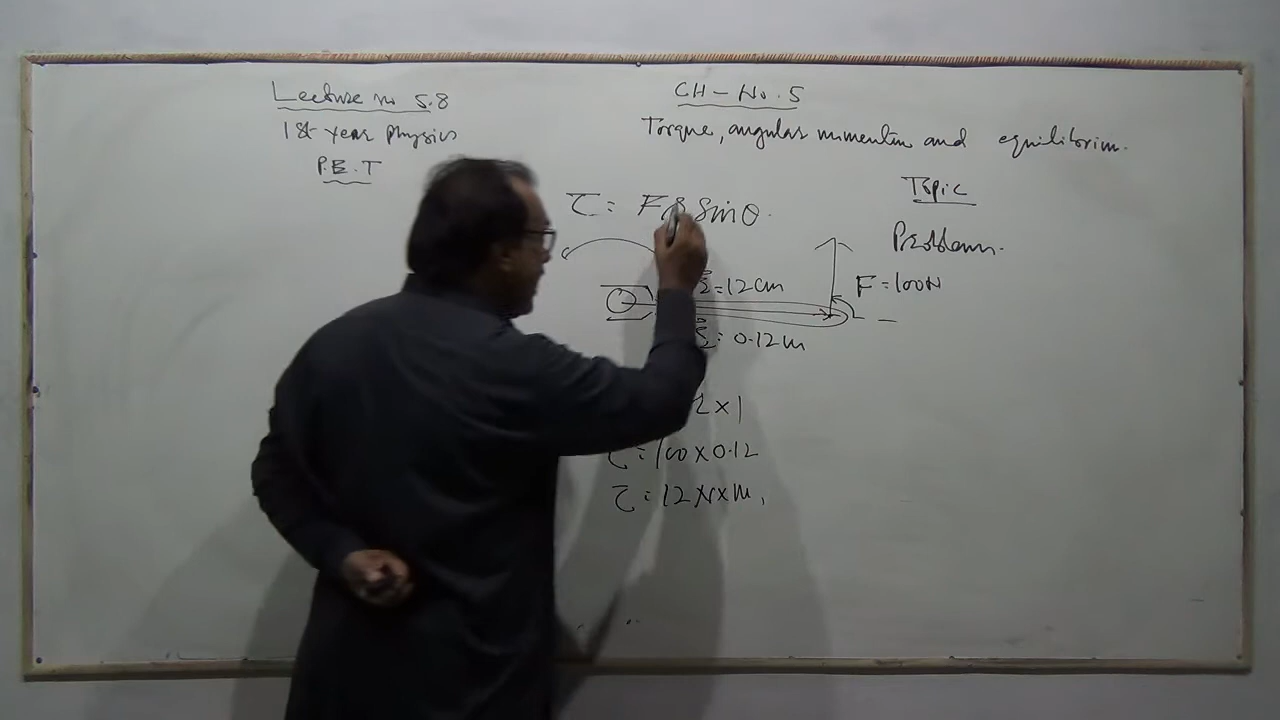 Lecture no 5.8
1st year Physics
P.B.T
CH - No. 5
Torque, angular momentum and equilibrium.
Topic
Problem.
τ = F r Sinθ.
r = 12 cm
F = 100N
r = 0.12 m
2 x 1
τ = 100 x 0.12
τ = 12 N x m.